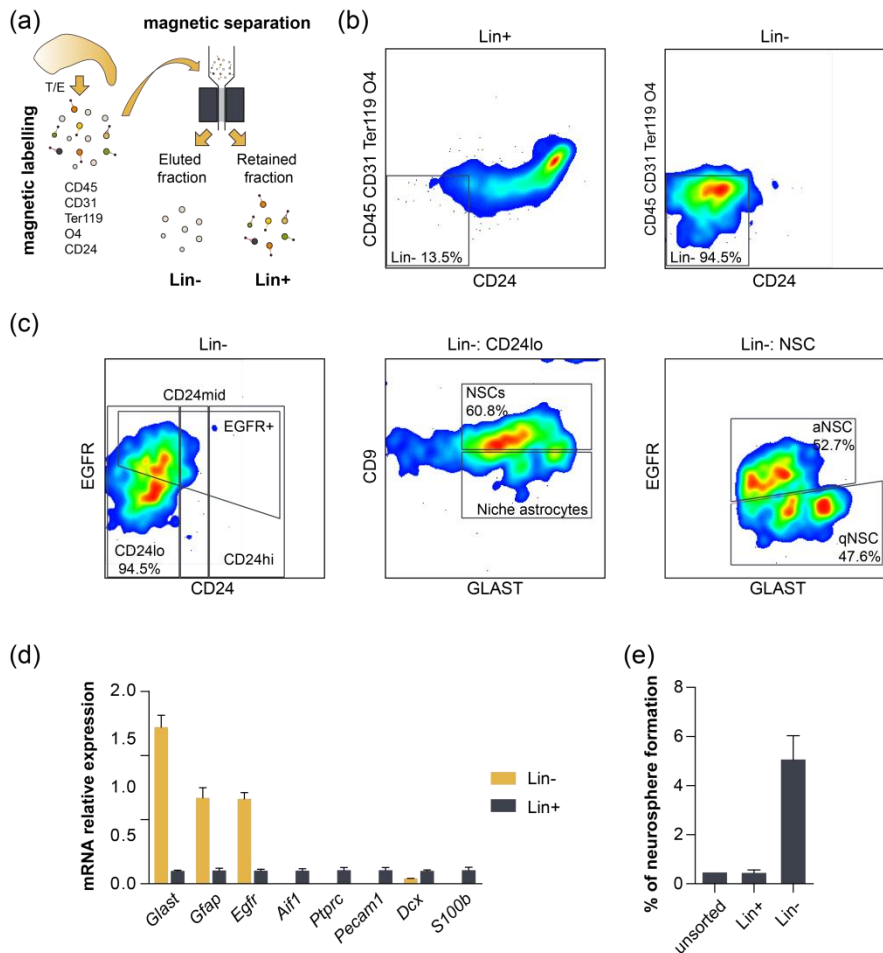 (a)
magnetic separation
T/E
magnetic labelling
CD45
CD31
Ter119
O4
CD24
Eluted
fraction
Retained
fraction
Lin-
Lin+
(b)
Lin+
CD45 CD31 Ter119 O4
Lin- 13.5%
CD24
Lin-
CD45 CD31 Ter119 O4
Lin- 94.5%
CD24
(c)
Lin-
CD24mid
EGFR+
EGFR
CD24lo
94.5%
CD24hi
CD24
Lin-: CD24lo
NSCs
60.8%
CD9
Niche astrocytes
GLAST
Lin-: NSC
aNSC
52.7%
EGFR
qNSC
47.6%
GLAST
(d)
mRNA relative expression
2.0
1.5
1.0
0.5
0.0
Glast
Gfap
Egfr
Aif1
Ptprc
Pecam1
Dcx
S100b
Lin-
Lin+
(e)
% of neurosphere formation
8
6
4
2
0
unsorted
Lin+
Lin-